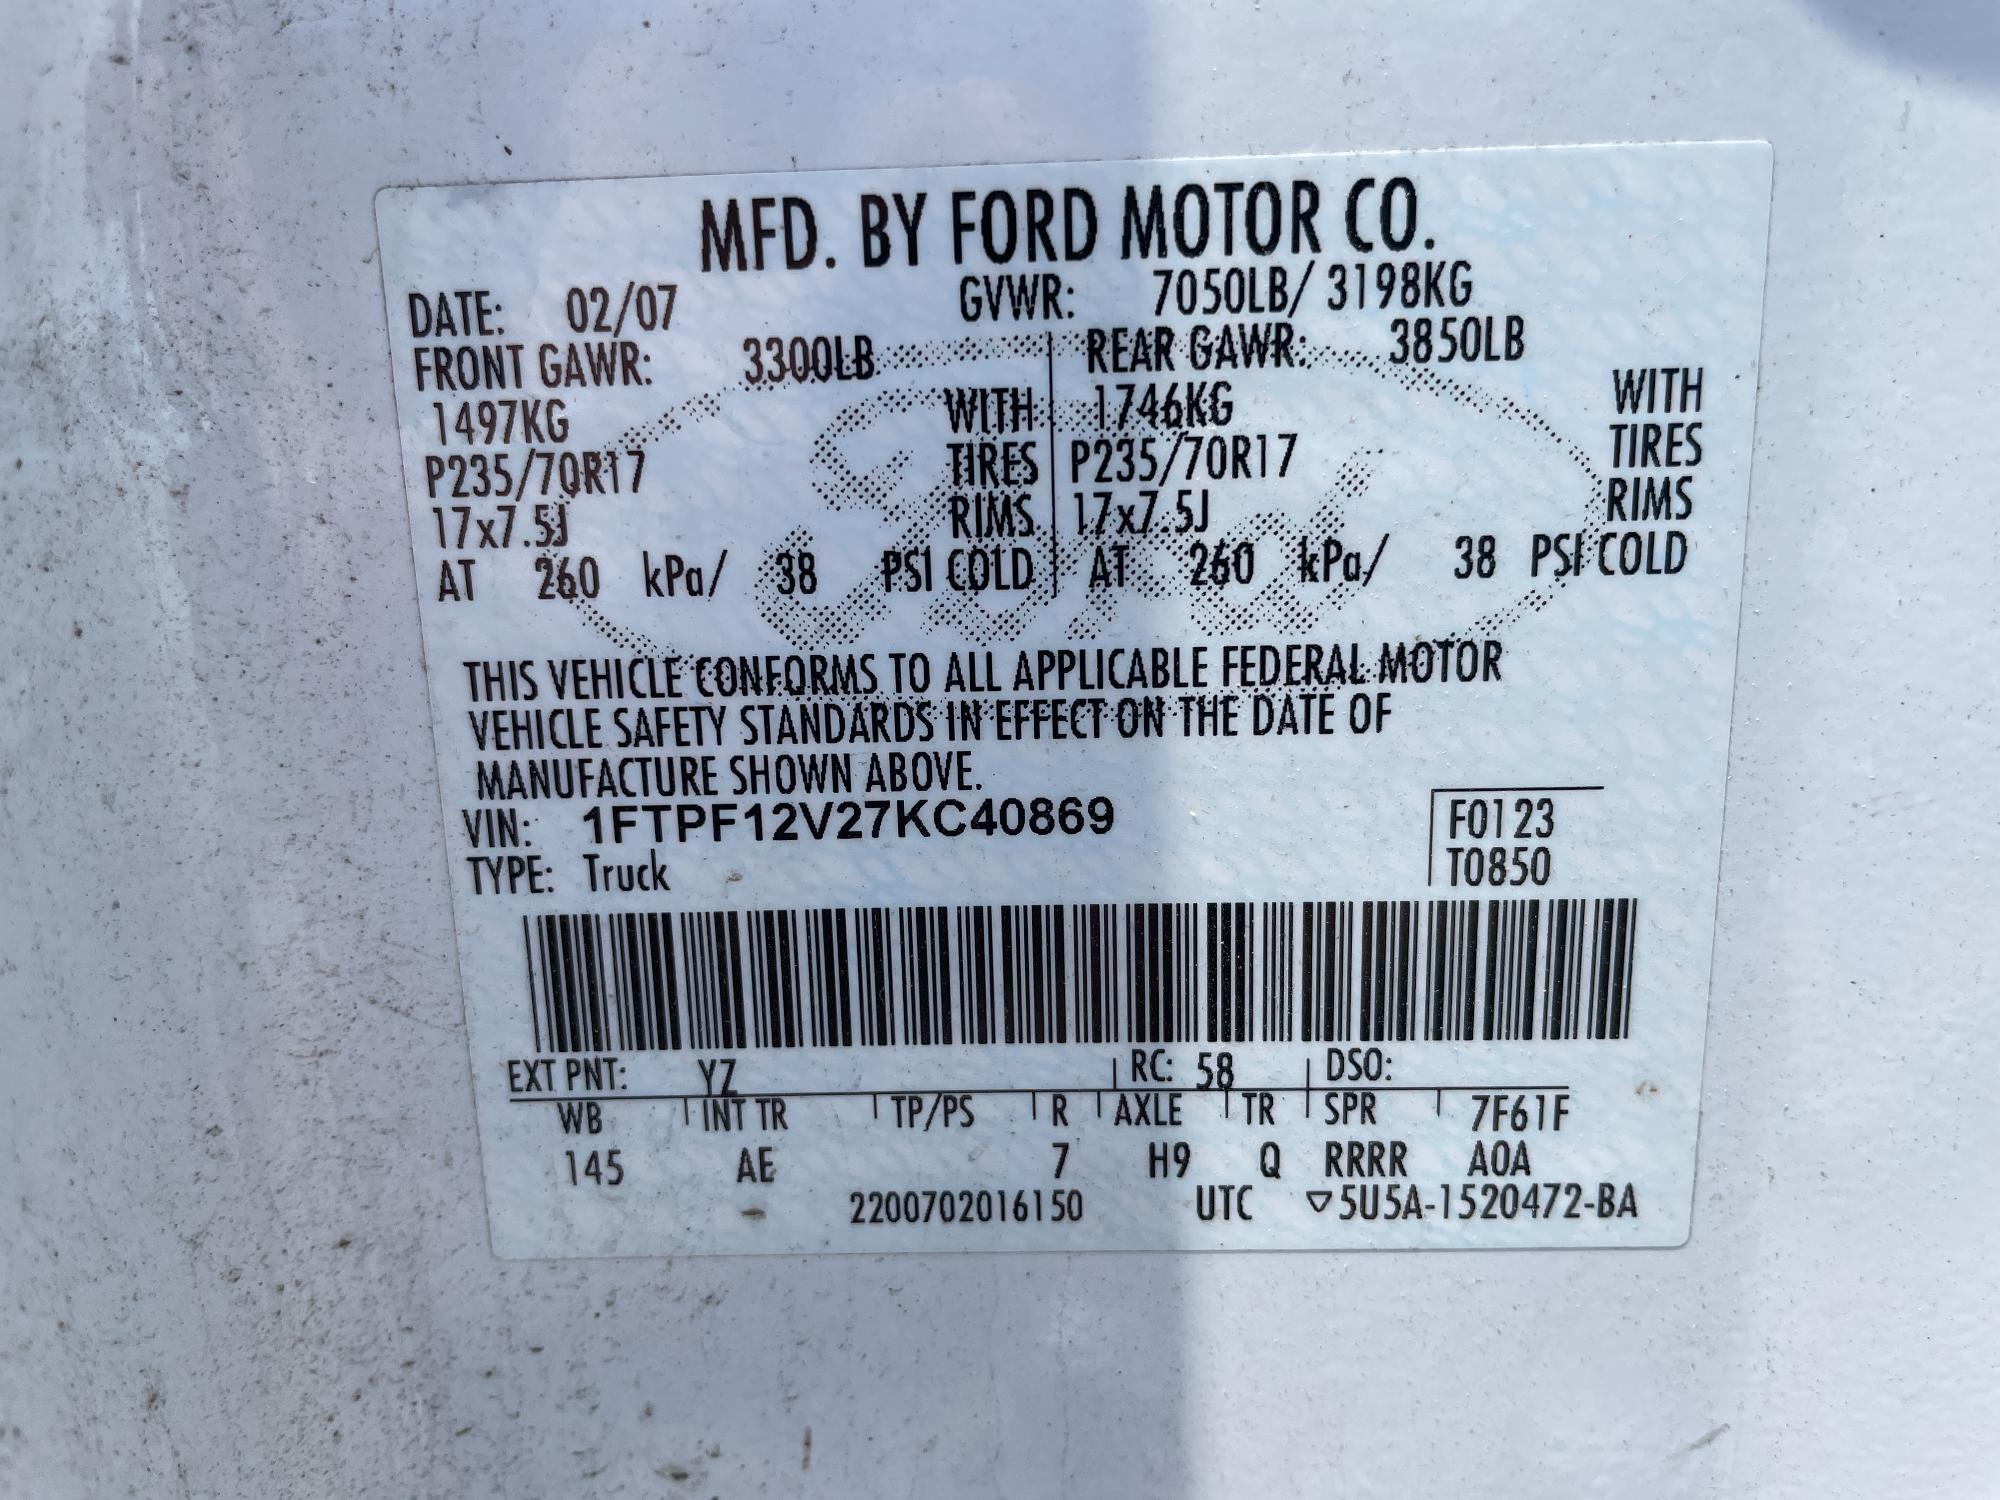 MFD. BY FORD MOTOR CO.
DATE: 02/07 GVWR: 7050LB/ 3198KG
FRONT GAWR: 3300LB REAR GAWR: 3850LB
1497KG WITH 1746KG WITH
P235/70R17 TIRES P235/70R17 TIRES
17x7.5J RIMS 17x7.5J RIMS
AT 260 kPa/ 38 PSI COLD AT 260 kPa/ 38 PSI COLD
THIS VEHICLE CONFORMS TO ALL APPLICABLE FEDERAL MOTOR
VEHICLE SAFETY STANDARDS IN EFFECT ON THE DATE OF
MANUFACTURE SHOWN ABOVE.
VIN: 1FTPF12V27KC40869 F0123
TYPE: Truck T0850
EXT PNT: YZ RC: 58 DSO:
WB INT TR TP/PS R AXLE TR SPR 7F61F
145 AE 7 H9 Q RRRR A0A
2200702016150 UTC ▽5U5A-1520472-BA